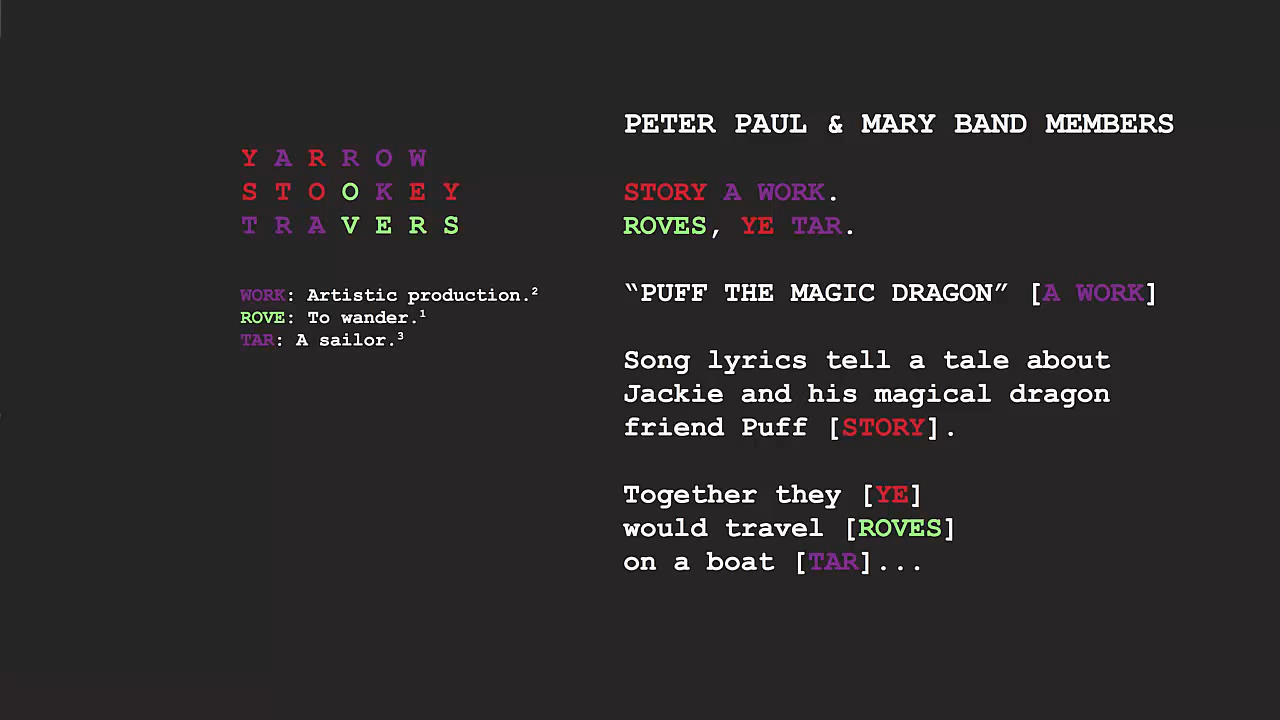 PETER PAUL & MARY BAND MEMBERS
Y A R R O W
S T O O K E Y
T R A V E R S
WORK: Artistic production.²
ROVE: To wander.¹
TAR: A sailor.³
STORY A WORK.
ROVES, YE TAR.
“PUFF THE MAGIC DRAGON” [A WORK]
Song lyrics tell a tale about
Jackie and his magical dragon
friend Puff [STORY].
Together they [YE]
would travel [ROVES]
on a boat [TAR]...